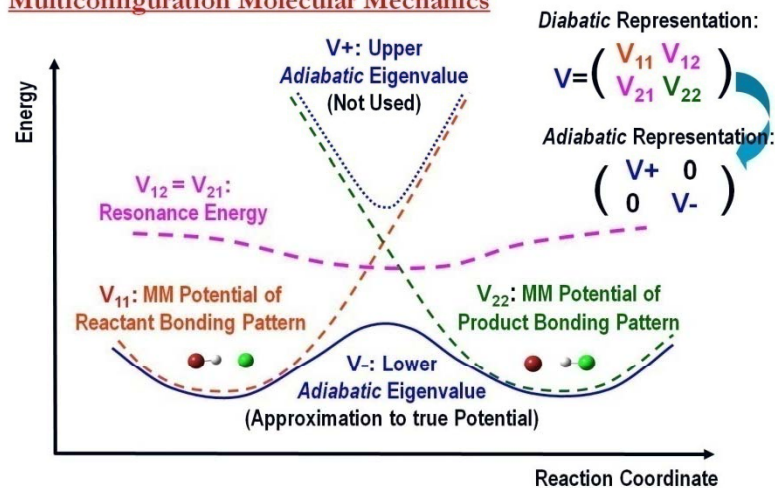 Multiconfiguration Molecular Mechanics
Diabatic Representation:
V=( V₁₁ V₁₂
V₂₁ V₂₂ )
Adiabatic Representation:
( V+ 0
0 V- )
V+: Upper
Adiabatic Eigenvalue
(Not Used)
Energy
V₁₂ = V₂₁:
Resonance Energy
V₁₁: MM Potential of
Reactant Bonding Pattern
V₂₂: MM Potential of
Product Bonding Pattern
V-: Lower
Adiabatic Eigenvalue
(Approximation to true Potential)
Reaction Coordinate